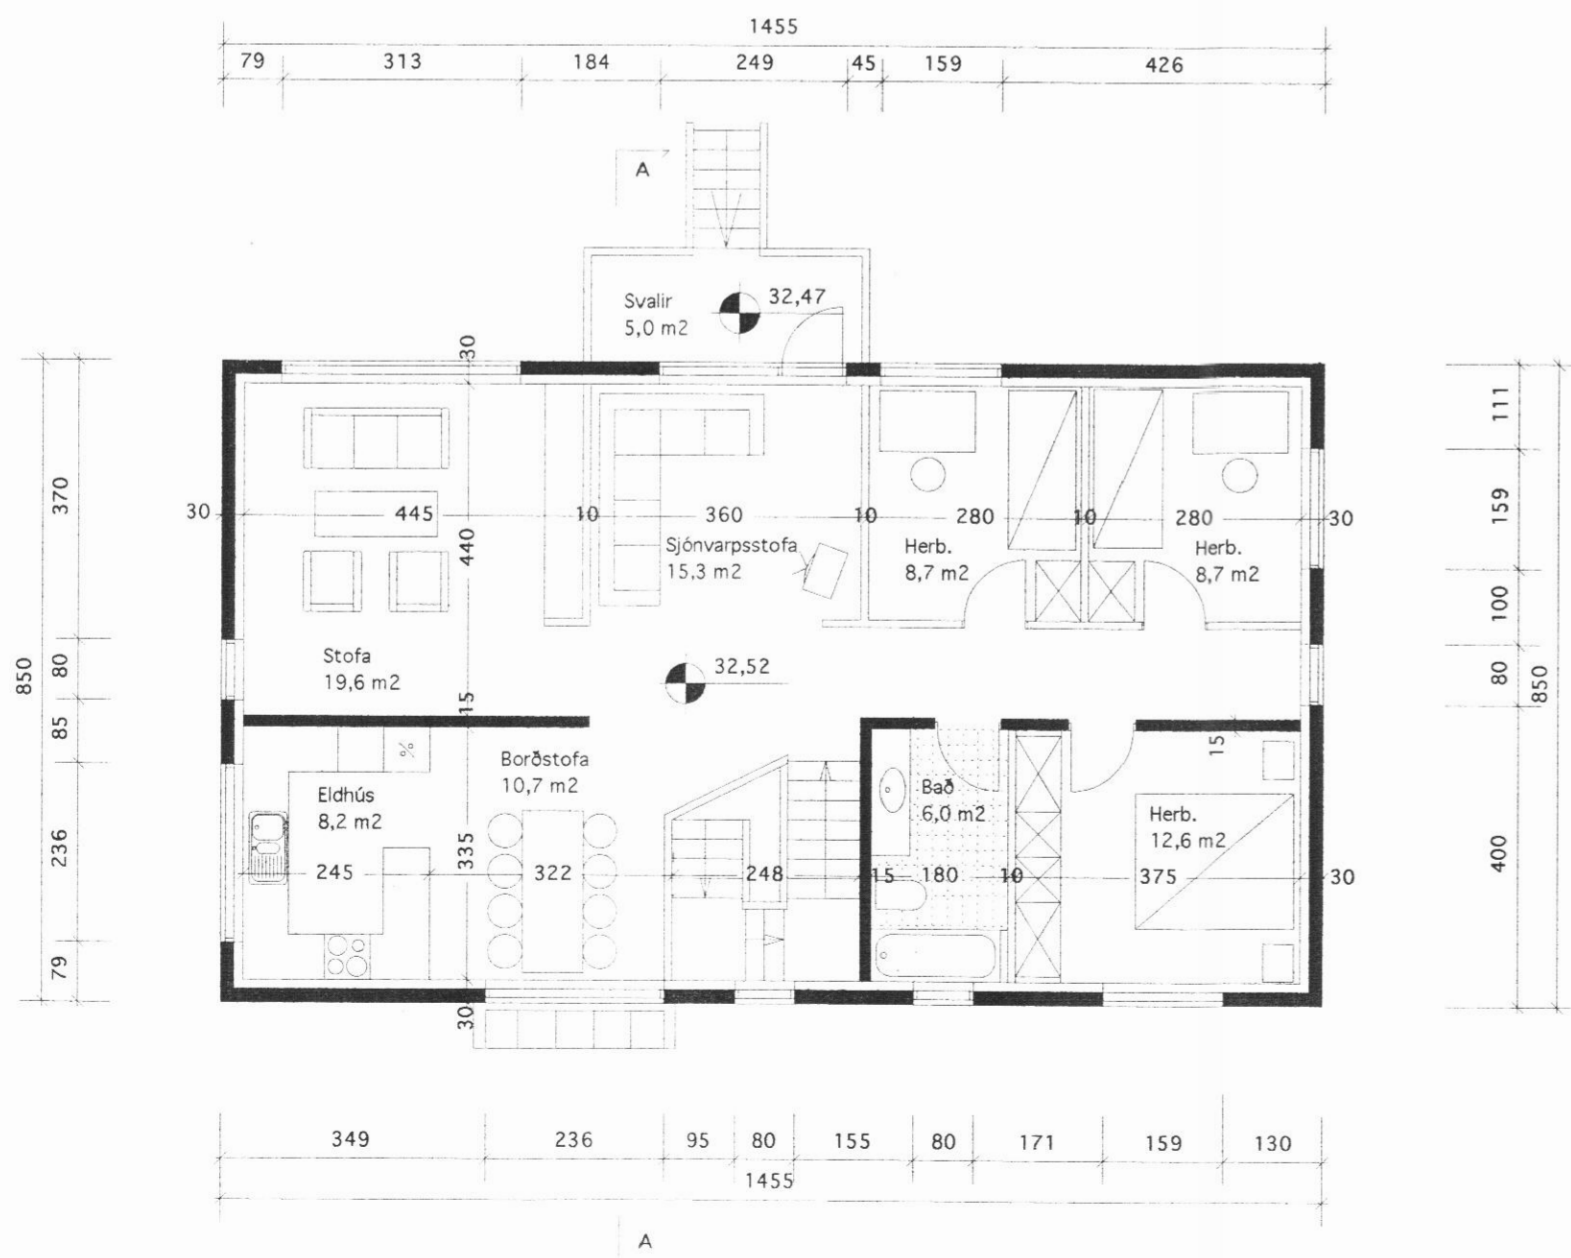 1455
79 313 184 249 45 159 426
A
Svalir
5,0 m2
32,47
30
850
370
80
85
236
79
30
445
10
360
10
280
10
280
30
440
Sjónvarpsstofa
15,3 m2
Herb.
8,7 m2
Herb.
8,7 m2
Stofa
19,6 m2
32,52
15
Borðstofa
10,7 m2
Eldhús
8,2 m2
%
Bað
6,0 m2
15
Herb.
12,6 m2
335
245
322
248
15
180
10
375
30
30
111
159
100
80
400
850
349 236 95 80 155 80 171 159 130
1455
A